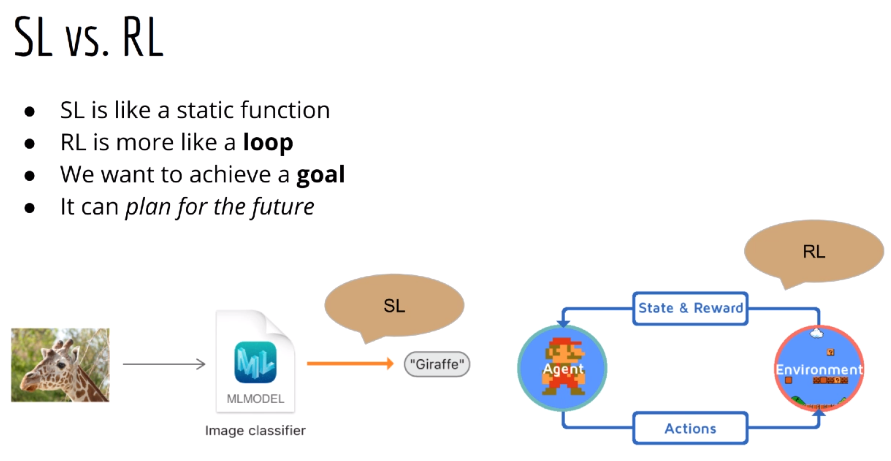 SL vs. RL
● SL is like a static function
● RL is more like a loop
● We want to achieve a goal
● It can plan for the future
SL
RL
ML
MLMODEL
Image classifier
"Giraffe"
State & Reward
Agent
Environment
Actions